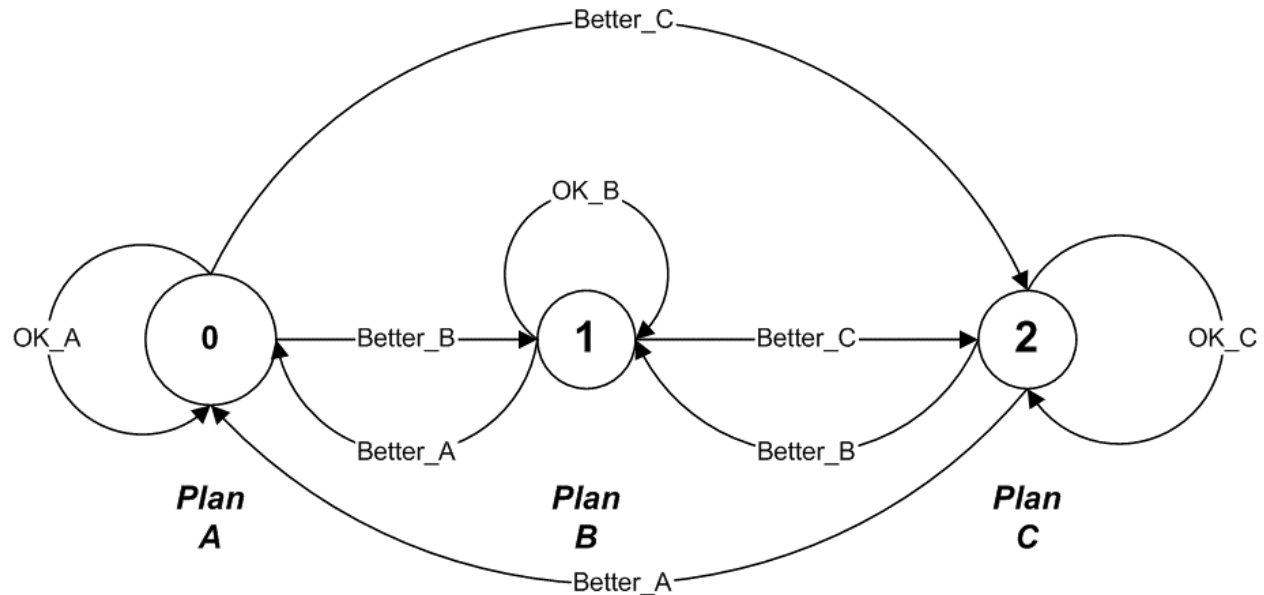 Better_C
OK_B
OK_A
0
Better_B
1
Better_C
2
OK_C
Better_A
Better_B
Plan
A
Plan
B
Plan
C
Better_A